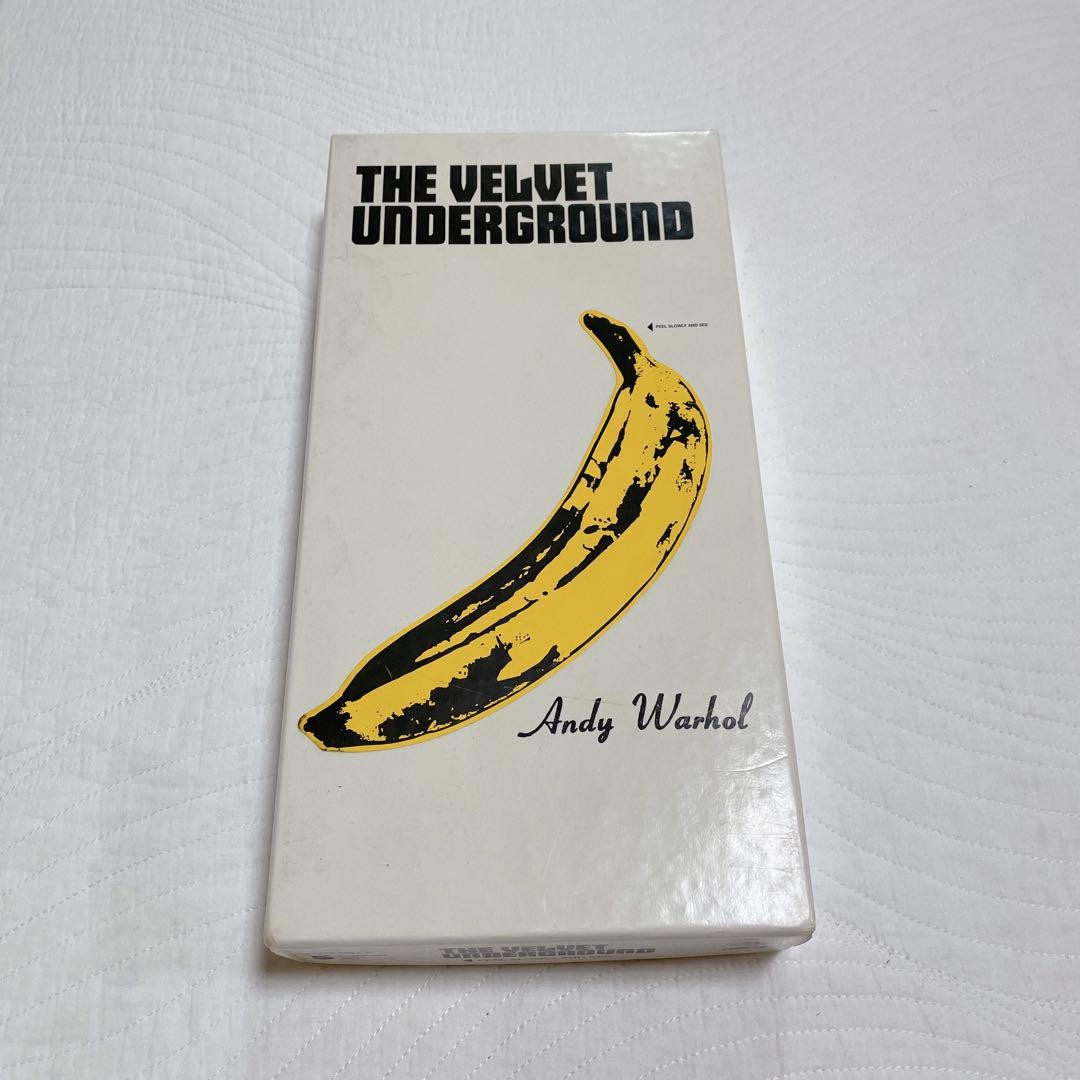 THE VELVET
UNDERGROUND
◀ PEEL SLOWLY AND SEE
Andy Warhol
THE VELVET
UNDERGROUND